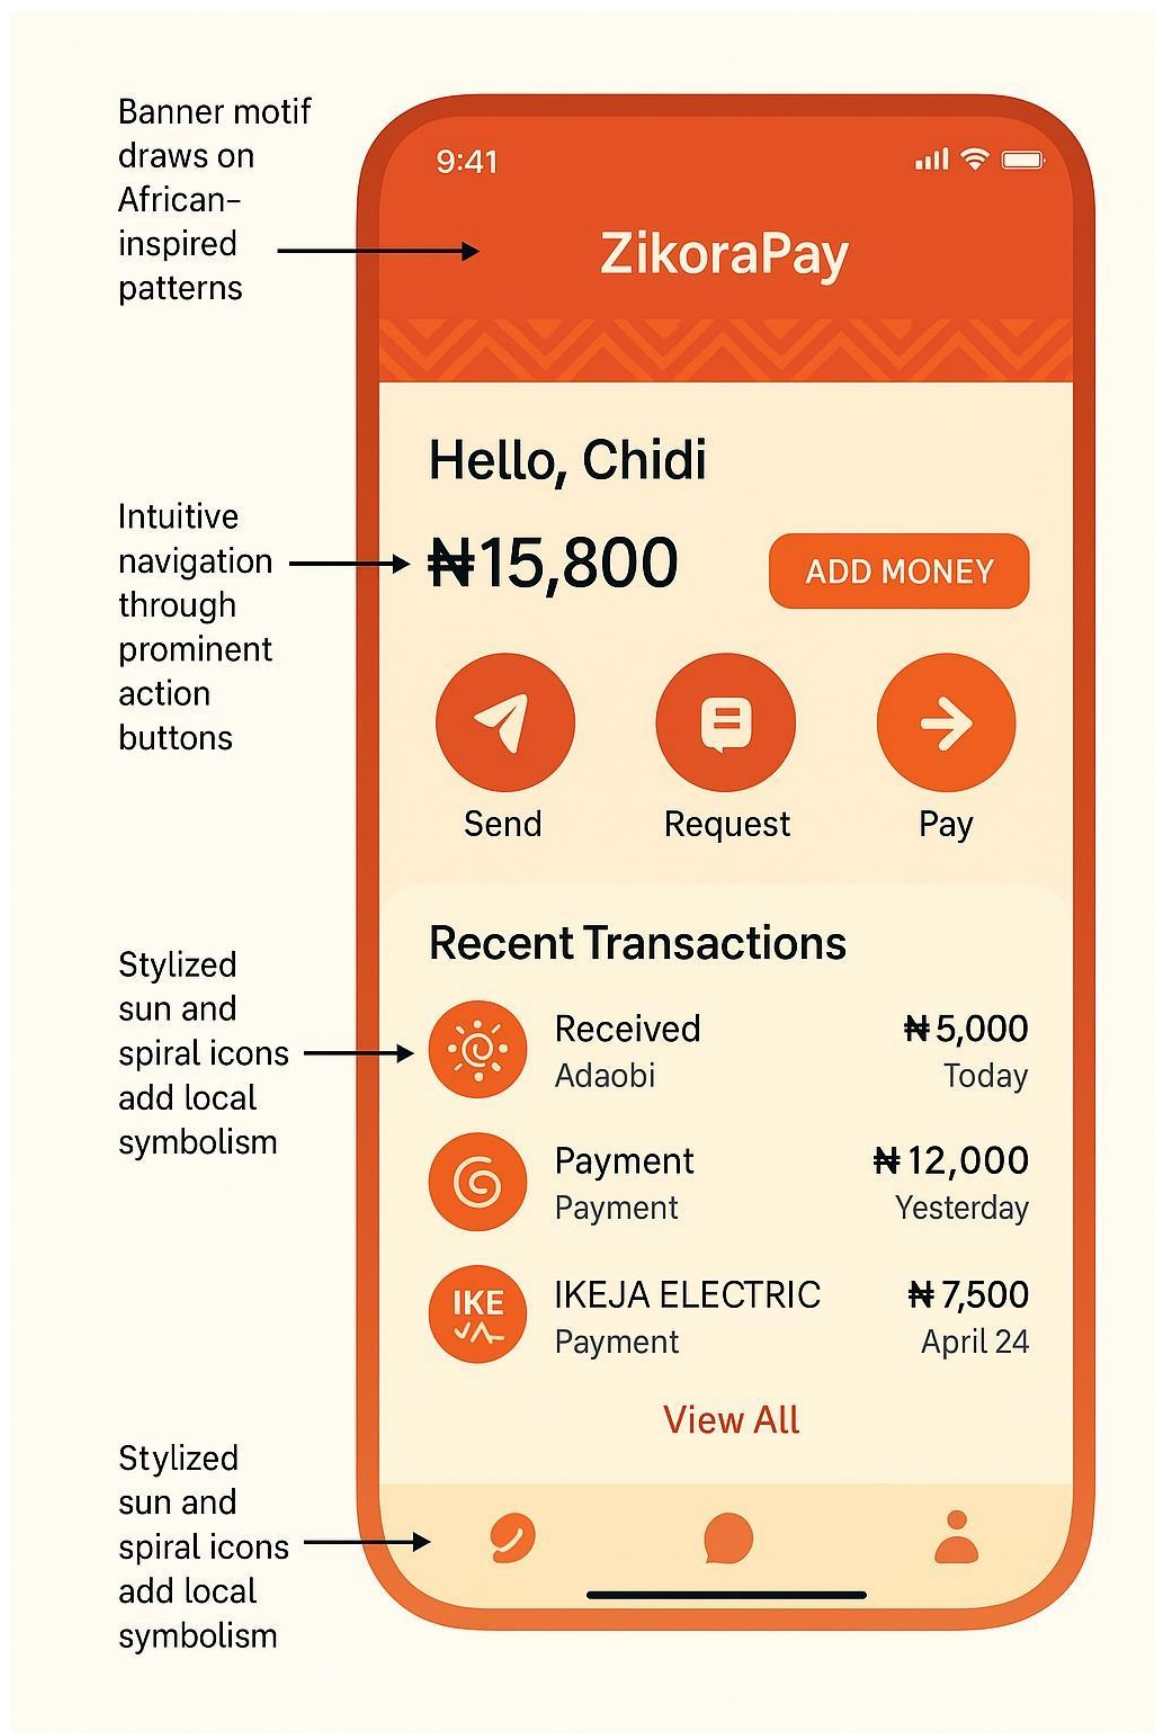 Banner motif
draws on
African–
inspired
patterns
Intuitive
navigation
through
prominent
action
buttons
Stylized
sun and
spiral icons
add local
symbolism
Stylized
sun and
spiral icons
add local
symbolism
9:41
ZikoraPay
Hello, Chidi
₦15,800
ADD MONEY
Send
Request
Pay
Recent Transactions
Received ₦5,000
Adaobi Today
Payment ₦12,000
Payment Yesterday
IKE
IKEJA ELECTRIC ₦7,500
Payment April 24
View All